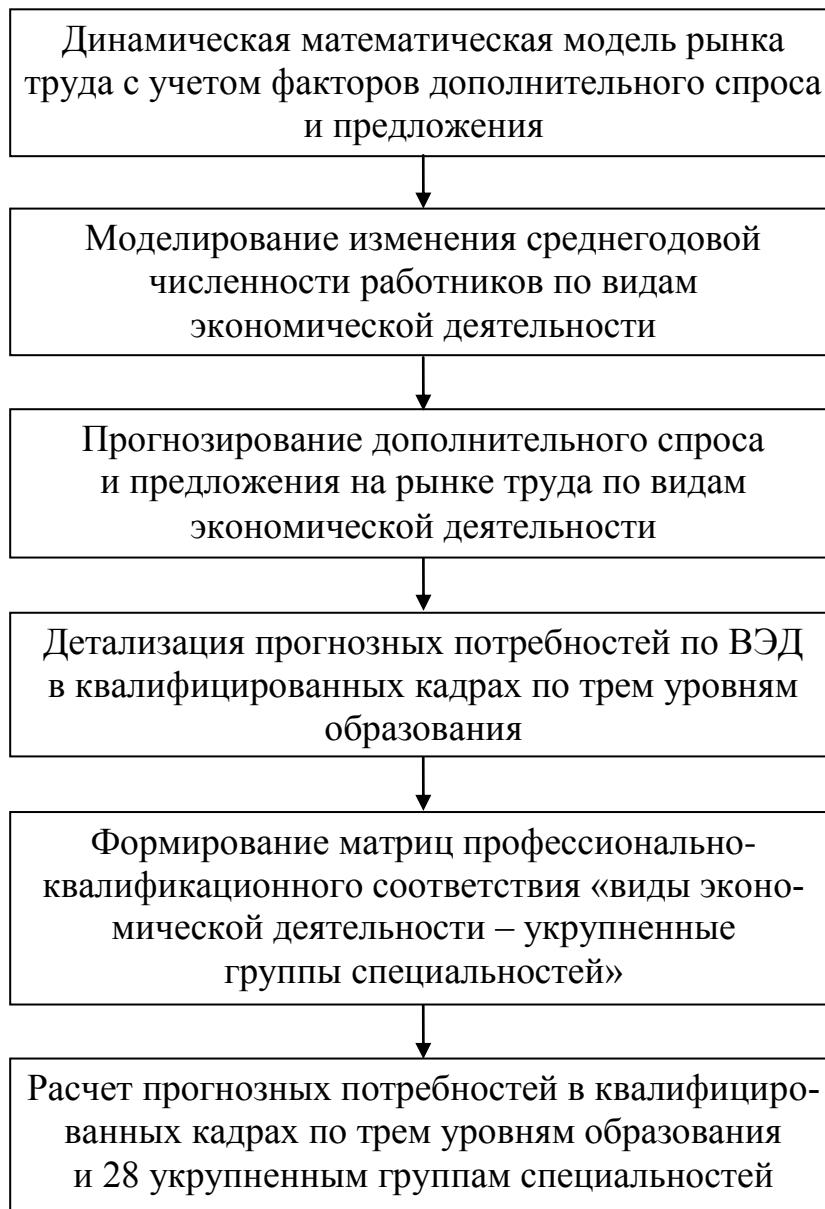 Динамическая математическая модель рынка
труда с учетом факторов дополнительного спроса
и предложения
Моделирование изменения среднегодовой
численности работников по видам
экономической деятельности
Прогнозирование дополнительного спроса
и предложения на рынке труда по видам
экономической деятельности
Детализация прогнозных потребностей по ВЭД
в квалифицированных кадрах по трем уровням
образования
Формирование матриц профессионально-
квалификационного соответствия «виды эконо-
мической деятельности – укрупненные
группы специальностей»
Расчет прогнозных потребностей в квалифициро-
ванных кадрах по трем уровням образования
и 28 укрупненным группам специальностей